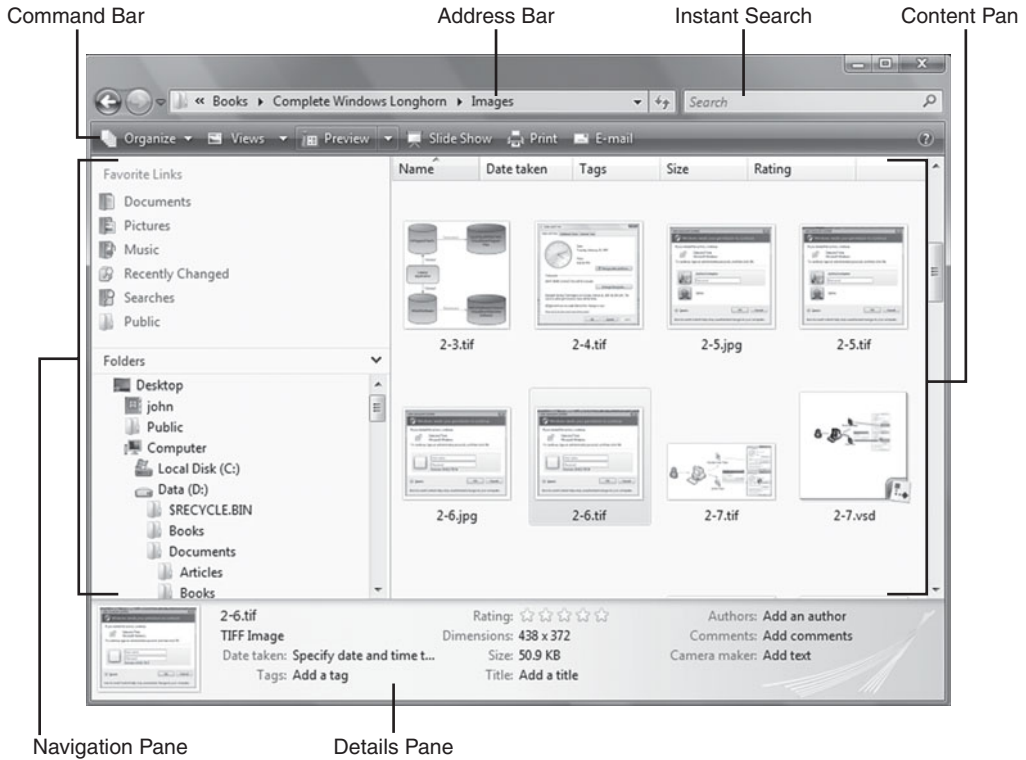 Command Bar
Address Bar
Instant Search
Content Pan
« Books Complete Windows Longhorn Images
Search
Organize Views Preview Slide Show Print E-mail
Favorite Links
Documents
Pictures
Music
Recently Changed
Searches
Public
Folders
Desktop
john
Public
Computer
Local Disk (C:)
Data (D:)
$RECYCLE.BIN
Books
Documents
Articles
Books
Name Date taken Tags Size Rating
2-3.tif 2-4.tif 2-5.jpg 2-5.tif
2-6.jpg 2-6.tif 2-7.tif 2-7.vsd
2-6.tif
TIFF Image
Date taken: Specify date and time t...
Tags: Add a tag
Rating:
Dimensions: 438 x 372
Size: 50.9 KB
Title: Add a title
Authors: Add an author
Comments: Add comments
Camera maker: Add text
Navigation Pane
Details Pane